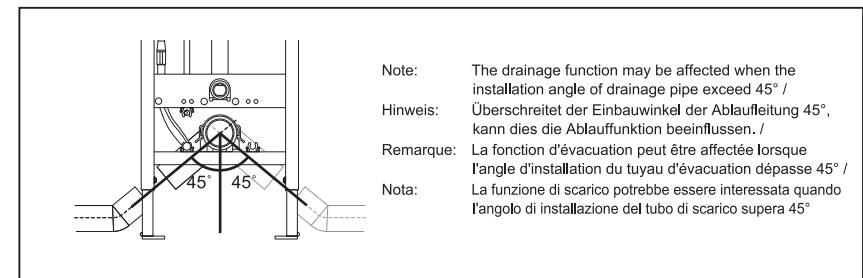 Note: The drainage function may be affected when the
installation angle of drainage pipe exceed 45° /
Hinweis: Überschreitet der Einbauwinkel der Ablaufleitung 45°,
kann dies die Ablauffunktion beeinflussen. /
Remarque: La fonction d'évacuation peut être affectée lorsque
l'angle d'installation du tuyau d'évacuation dépasse 45° /
Nota: La funzione di scarico potrebbe essere interessata quando
l'angolo di installazione del tubo di scarico supera 45°
45° 45°